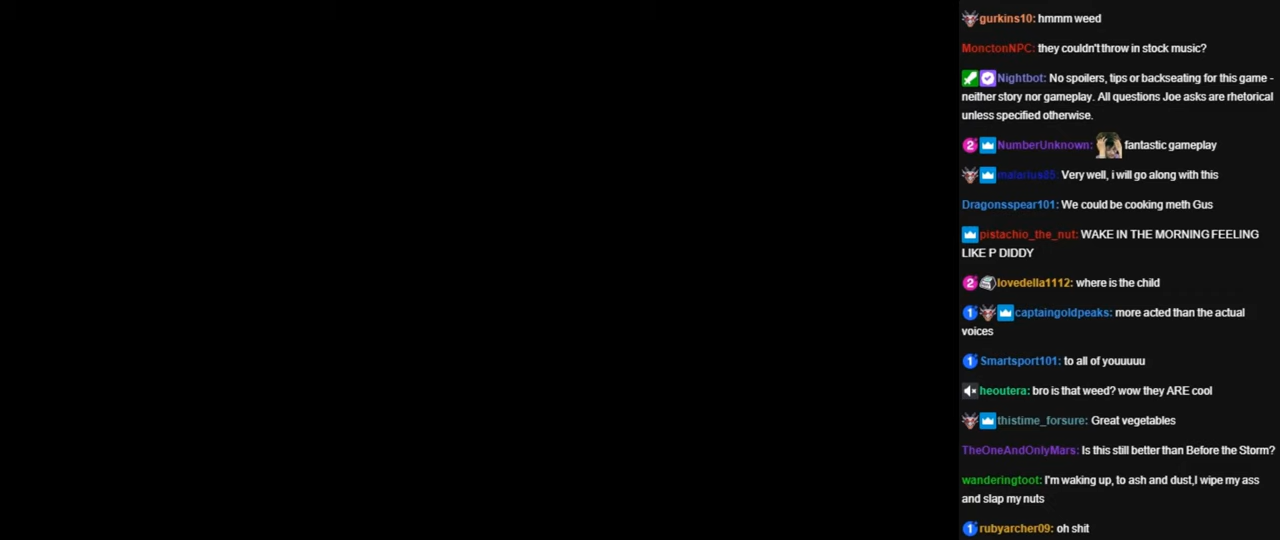 gurkins10: hmmm weed
MonctonNPC: they couldn't throw in stock music?
Nightbot: No spoilers, tips or backseating for this game -
neither story nor gameplay. All questions Joe asks are rhetorical
unless specified otherwise.
2 NumberUnknown: fantastic gameplay
malarius85: Very well, i will go along with this
Dragonsspear101: We could be cooking meth Gus
pistachio_the_nut: WAKE IN THE MORNING FEELING
LIKE P DIDDY
2 lovedella1112: where is the child
1 captaingoldpeaks: more acted than the actual
voices
1 Smartsport101: to all of youuuuu
heoutera: bro is that weed? wow they ARE cool
thistime_forsure: Great vegetables
TheOneAndOnlyMars: Is this still better than Before the Storm?
wanderingtoot: I'm waking up, to ash and dust,I wipe my ass
and slap my nuts
1 rubyarcher09: oh shit